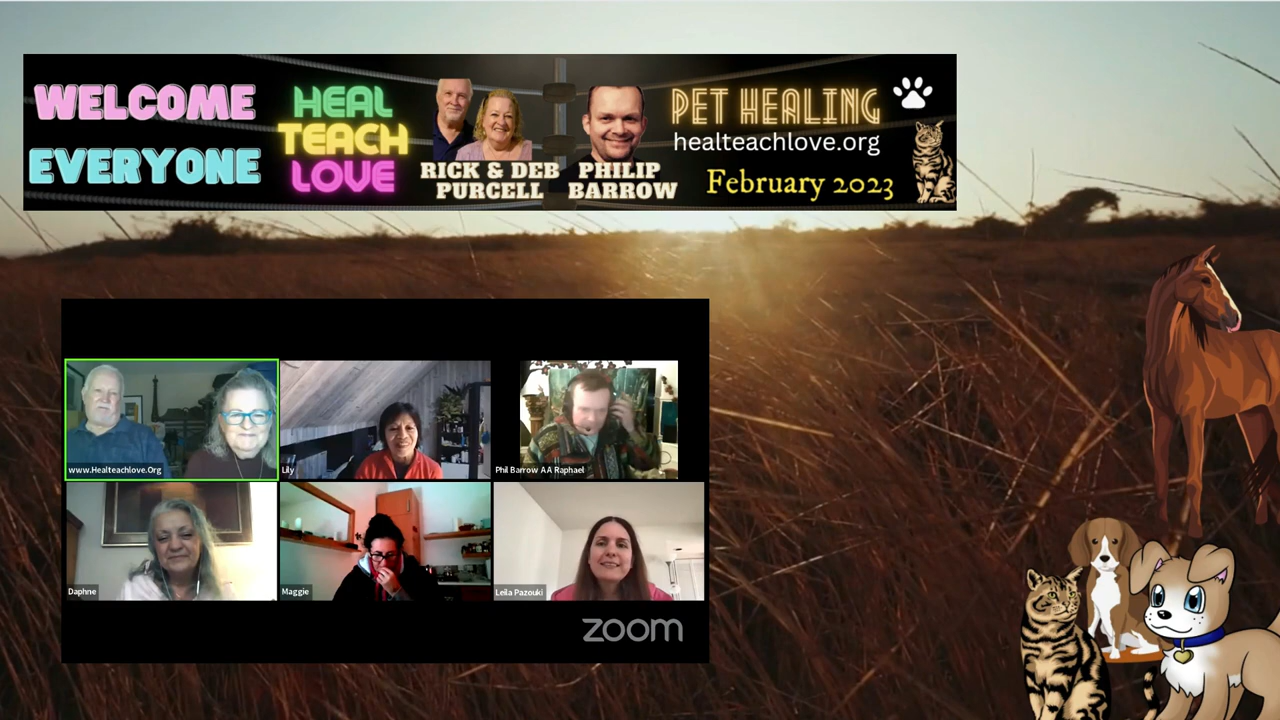 WELCOME
EVERYONE
HEAL
TEACH
LOVE
RICK & DEB
PURCELL
PHILIP
BARROW
PET HEALING
healteachlove.org
February 2023
www.Healteachlove.Org
Lily
Phil Barrow AA Raphael
Daphne
Maggie
Leila Pazouki
zoom